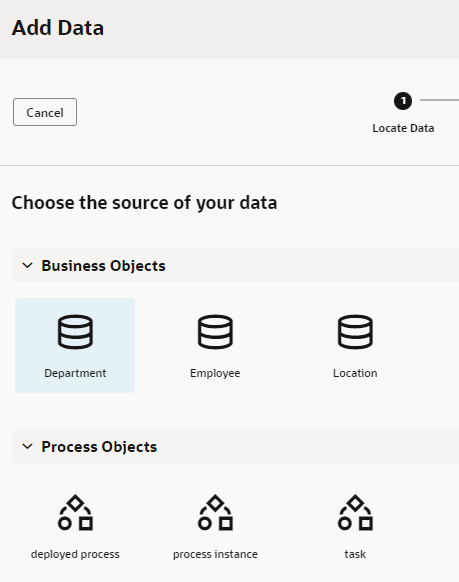 Add Data
Cancel
1
Locate Data
Choose the source of your data
Business Objects
Department Employee Location
Process Objects
deployed process process instance task